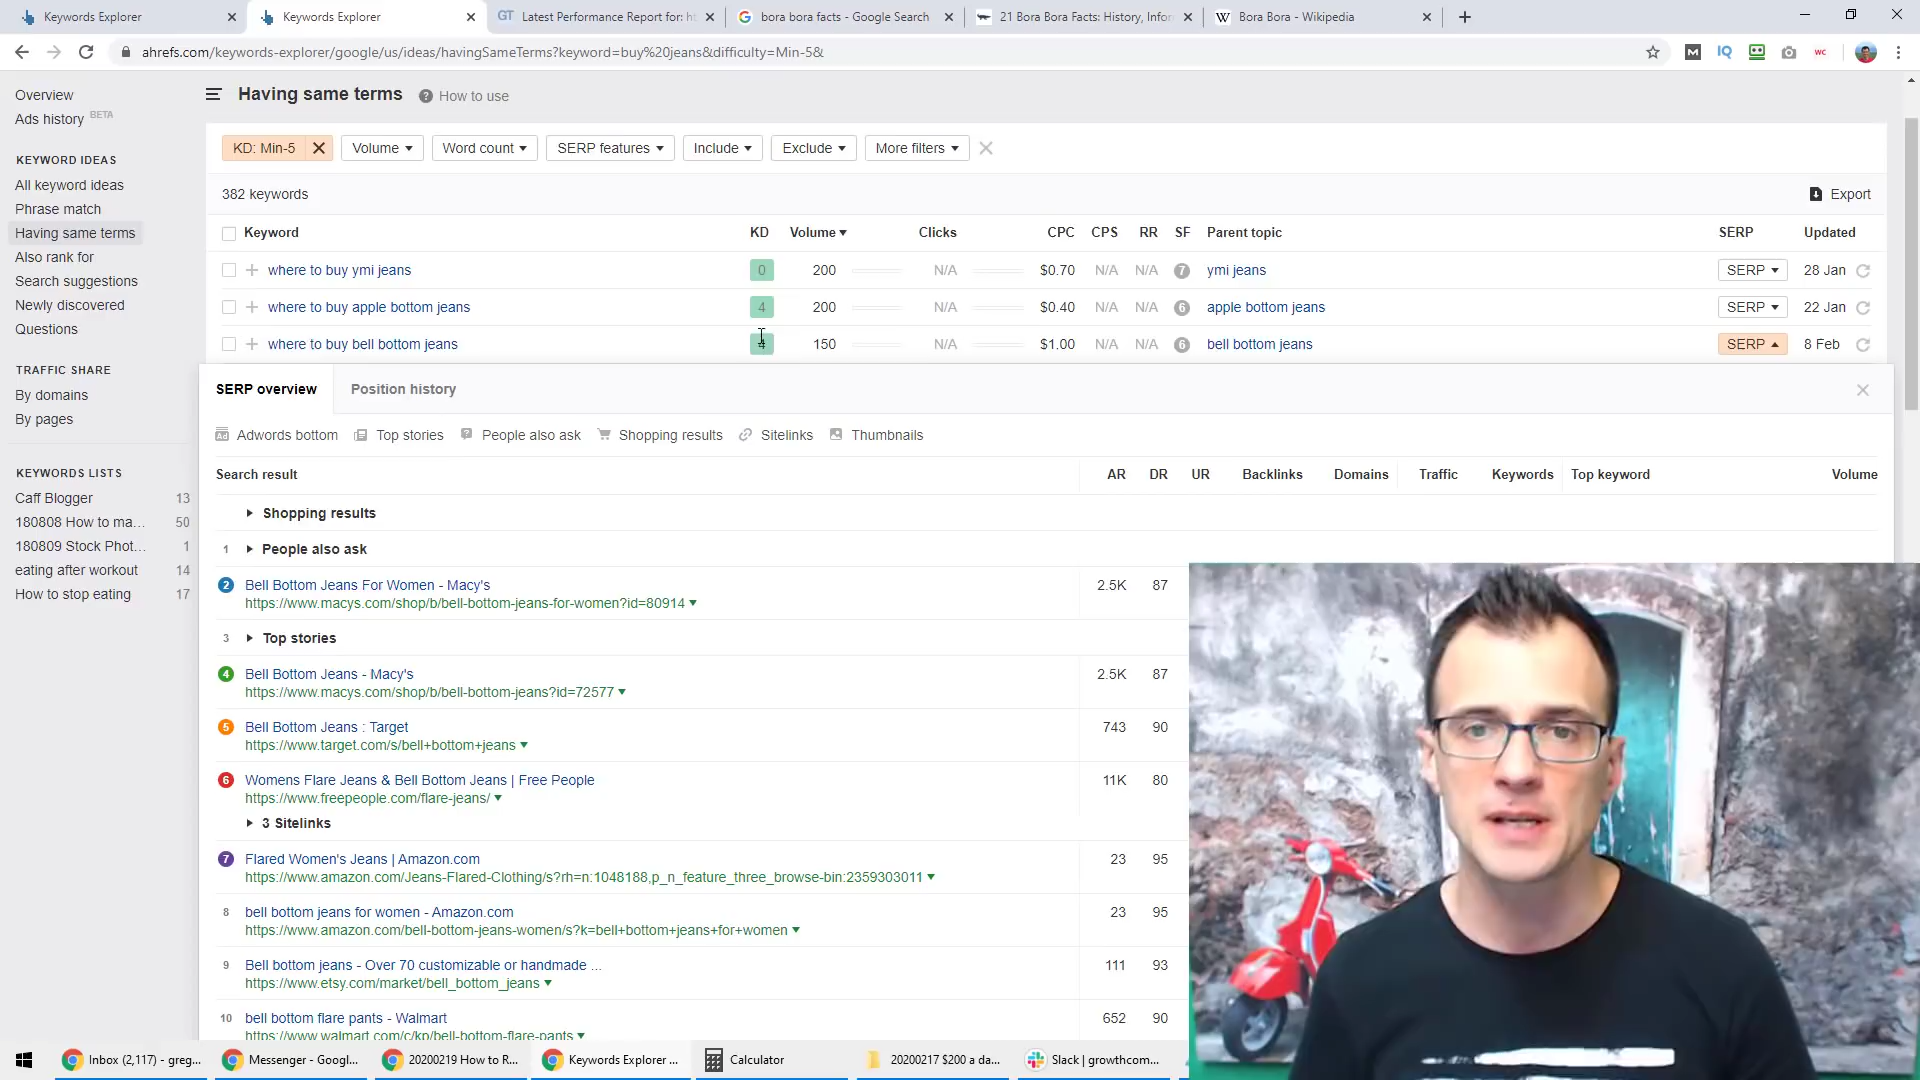 Keywords Explorer
Keywords Explorer
Latest Performance Report for: ht
bora bora facts - Google Search
21 Bora Bora Facts: History, Infor
Bora Bora - Wikipedia
ahrefs.com/keywords-explorer/google/us/ideas/havingSameTerms?keyword=buy%20jeans&difficulty=Min-5&
Overview
Ads history BETA
KEYWORD IDEAS
All keyword ideas
Phrase match
Having same terms
Also rank for
Search suggestions
Newly discovered
Questions
TRAFFIC SHARE
By domains
By pages
KEYWORDS LISTS
Caff Blogger 13
180808 How to ma... 50
180809 Stock Phot... 1
eating after workout 14
How to stop eating 17
Having same terms ? How to use
KD: Min-5 Volume Word count SERP features Include Exclude More filters
382 keywords Export
Keyword KD Volume Clicks CPC CPS RR SF Parent topic SERP Updated
where to buy ymi jeans 0 200 N/A $0.70 N/A N/A 7 ymi jeans SERP 28 Jan
where to buy apple bottom jeans 4 200 N/A $0.40 N/A N/A 6 apple bottom jeans SERP 22 Jan
where to buy bell bottom jeans 4 150 N/A $1.00 N/A N/A 6 bell bottom jeans SERP 8 Feb
SERP overview Position history
Adwords bottom Top stories People also ask Shopping results Sitelinks Thumbnails
Search result AR DR UR Backlinks Domains Traffic Keywords Top keyword Volume
Shopping results
1 People also ask
2 Bell Bottom Jeans For Women - Macy's 2.5K 87
https://www.macys.com/shop/b/bell-bottom-jeans-for-women?id=80914
3 Top stories
4 Bell Bottom Jeans - Macy's 2.5K 87
https://www.macys.com/shop/b/bell-bottom-jeans?id=72577
5 Bell Bottom Jeans : Target 743 90
https://www.target.com/s/bell+bottom+jeans
6 Womens Flare Jeans & Bell Bottom Jeans | Free People 11K 80
https://www.freepeople.com/flare-jeans/
3 Sitelinks
7 Flared Women's Jeans | Amazon.com 23 95
https://www.amazon.com/Jeans-Flared-Clothing/s?rh=n:1048188,p_n_feature_three_browse-bin:2359303011
8 bell bottom jeans for women - Amazon.com 23 95
https://www.amazon.com/bell-bottom-jeans-women/s?k=bell+bottom+jeans+for+women
9 Bell bottom jeans - Over 70 customizable or handmade ... 111 93
https://www.etsy.com/market/bell_bottom_jeans
10 bell bottom flare pants - Walmart 652 90
https://www.walmart.com/c/kp/bell-bottom-flare-pants
Inbox (2,117) - greg... Messenger - Googl... 20200219 How to R... Keywords Explorer ... Calculator 20200217 $200 a da... Slack | growthcom...